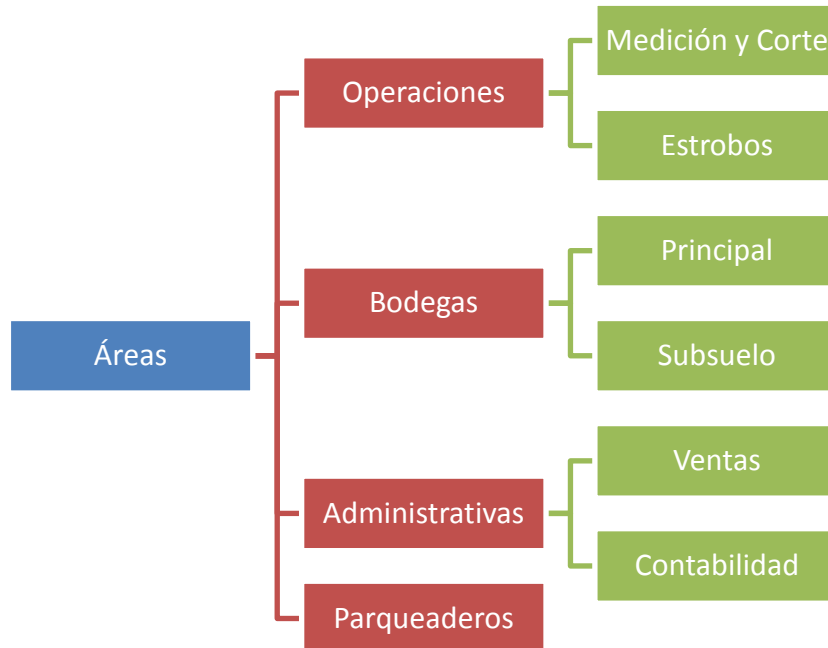 Áreas
Operaciones
Medición y Corte
Estrobos
Bodegas
Principal
Subsuelo
Administrativas
Ventas
Contabilidad
Parqueaderos